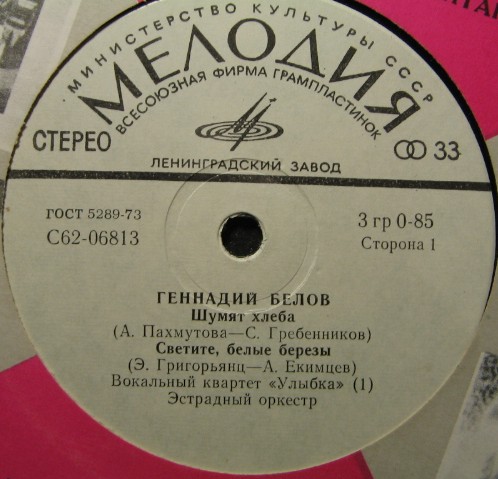 МИНИСТЕРСТВО КУЛЬТУРЫ СССР
МЕЛОДИЯ
ВСЕСОЮЗНАЯ ФИРМА ГРАМПЛАСТИНОК
СТЕРЕО
33
ЛЕНИНГРАДСКИЙ ЗАВОД
ГОСТ 5289-73
3 гр 0-85
С62-06813
Сторона 1
ГЕННАДИЙ БЕЛОВ
Шумят хлеба
(А. Пахмутова—С. Гребенников)
Светите, белые березы
(Э. Григорьянц—А. Екимцев)
Вокальный квартет «Улыбка» (1)
Эстрадный оркестр